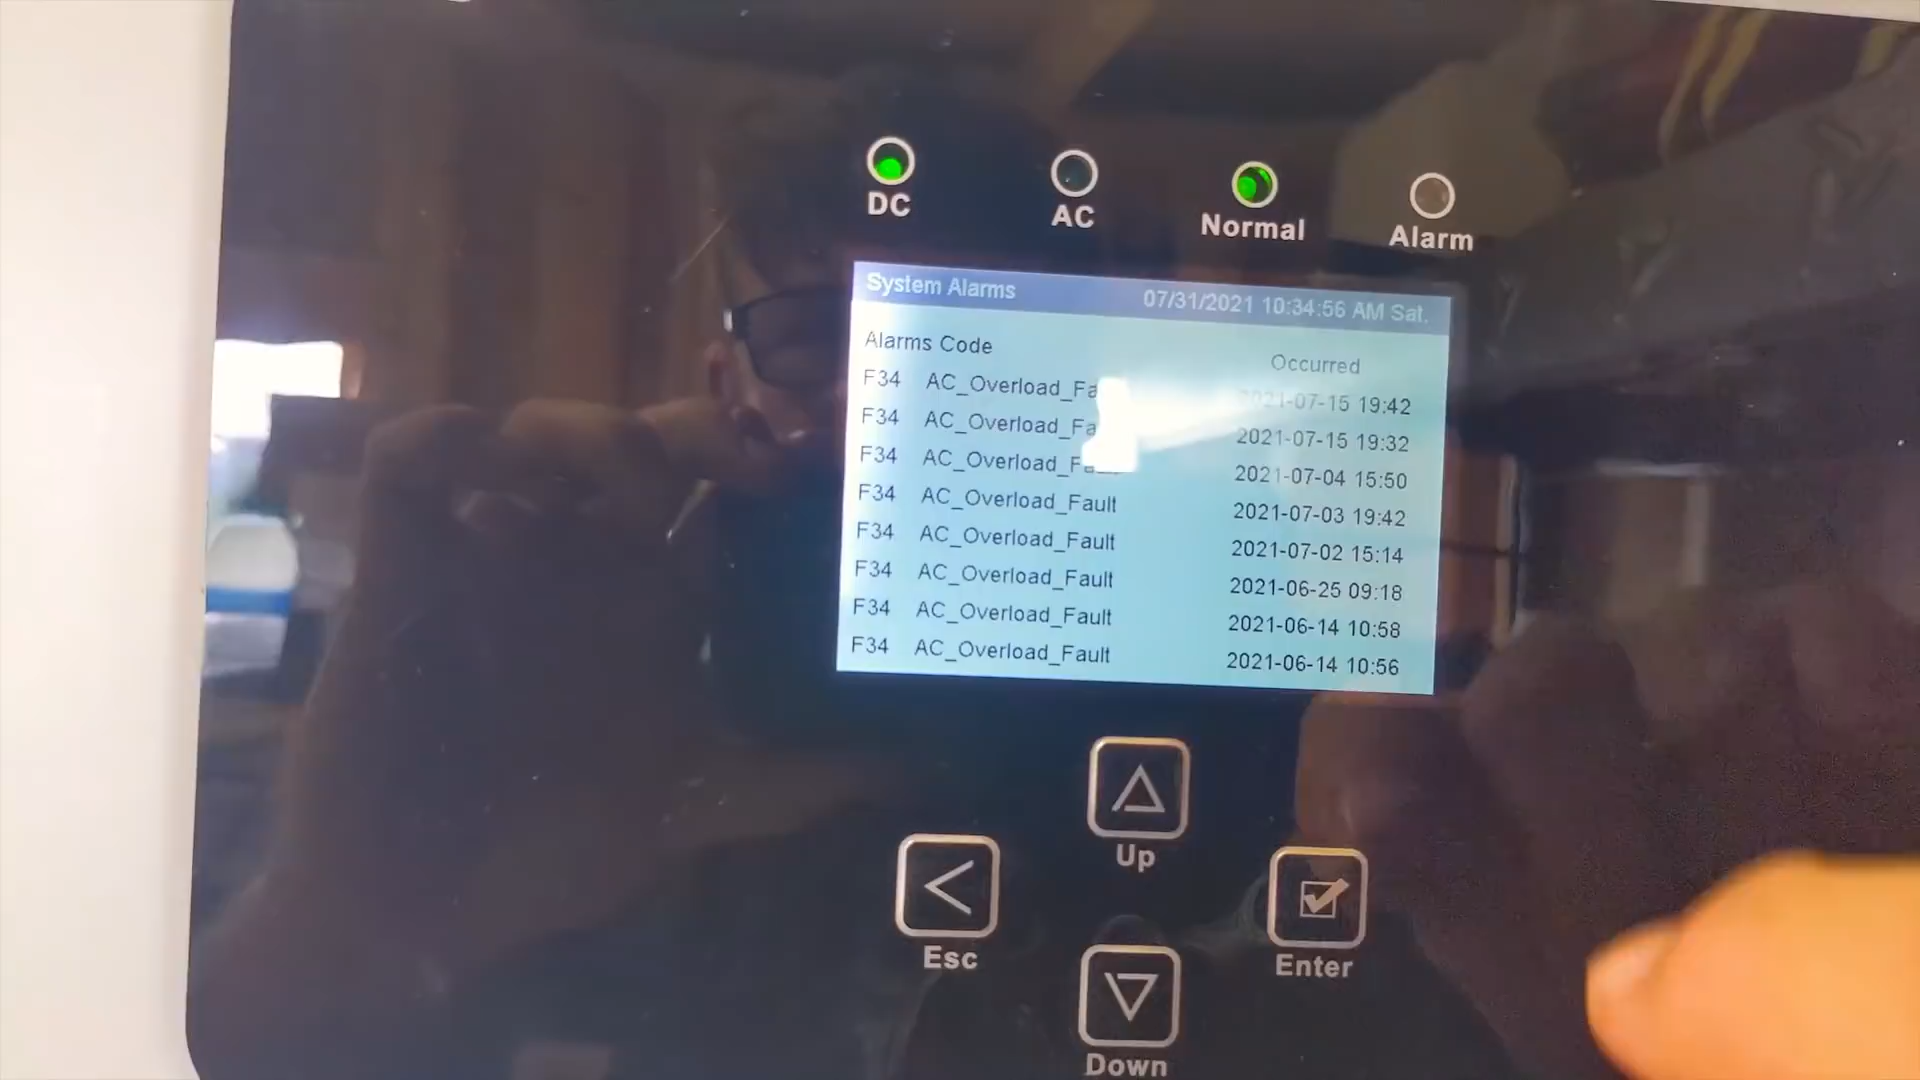 DC AC Normal Alarm
System Alarms 07/31/2021 10:34:56 AM Sat.
Alarms Code Occurred
F34 AC_Overload_Fa 2021-07-15 19:42
F34 AC_Overload_Fa 2021-07-15 19:32
F34 AC_Overload_Fa 2021-07-04 15:50
F34 AC_Overload_Fault 2021-07-03 19:42
F34 AC_Overload_Fault 2021-07-02 15:14
F34 AC_Overload_Fault 2021-06-25 09:18
F34 AC_Overload_Fault 2021-06-14 10:58
F34 AC_Overload_Fault 2021-06-14 10:56
Up
Esc
Enter
Down